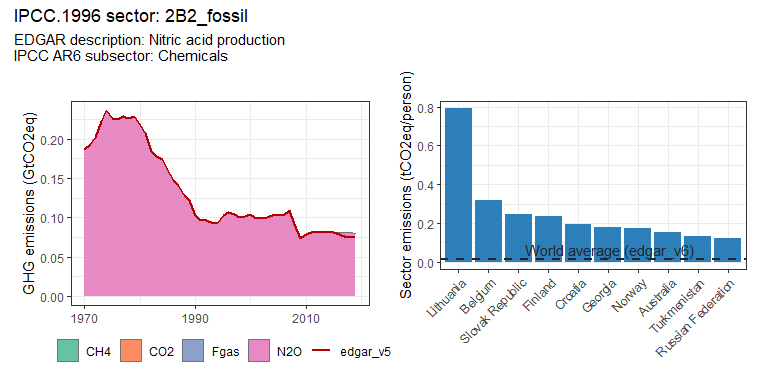 IPCC.1996 sector: 2B2_fossil
EDGAR description: Nitric acid production
IPCC AR6 subsector: Chemicals
GHG emissions (GtCO2eq)
0.20
0.15
0.10
0.05
0.00
1970
1990
2010
CH4
CO2
Fgas
N2O
edgar_v5
Sector emissions (tCO2eq/person)
0.8
0.6
0.4
0.2
0.0
World average (edgar_v6)
Lithuania
Belgium
Slovak Republic
Finland
Croatia
Georgia
Norway
Australia
Turkmenistan
Russian Federation